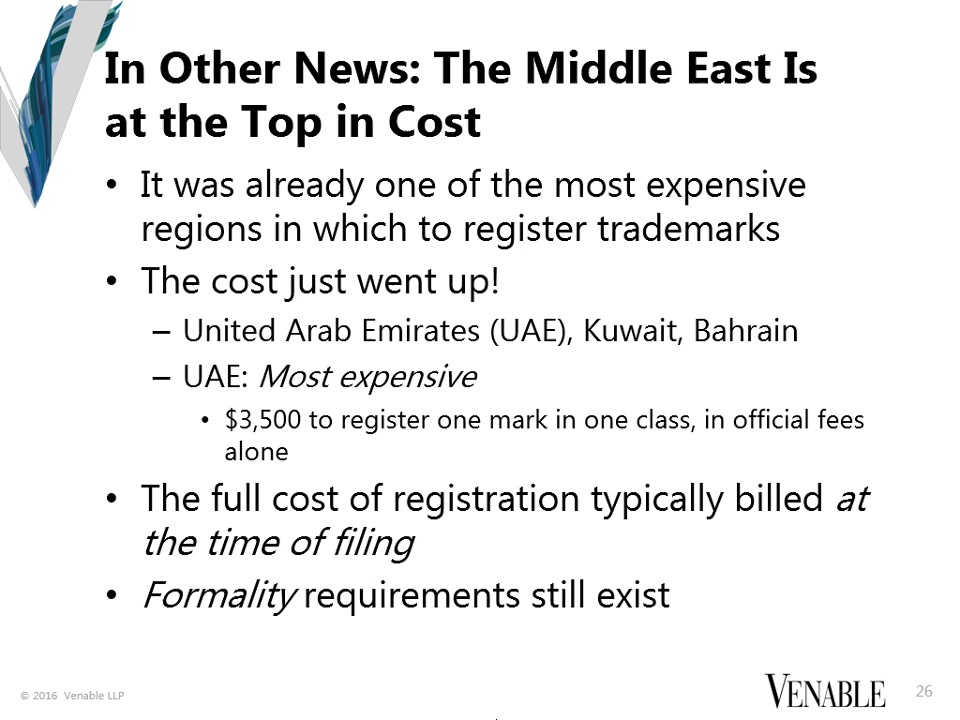 In Other News: The Middle East Is
at the Top in Cost
• It was already one of the most expensive
regions in which to register trademarks
• The cost just went up!
– United Arab Emirates (UAE), Kuwait, Bahrain
– UAE: Most expensive
• $3,500 to register one mark in one class, in official fees
alone
• The full cost of registration typically billed at
the time of filing
• Formality requirements still exist
© 2016 Venable LLP
VENABLE
26